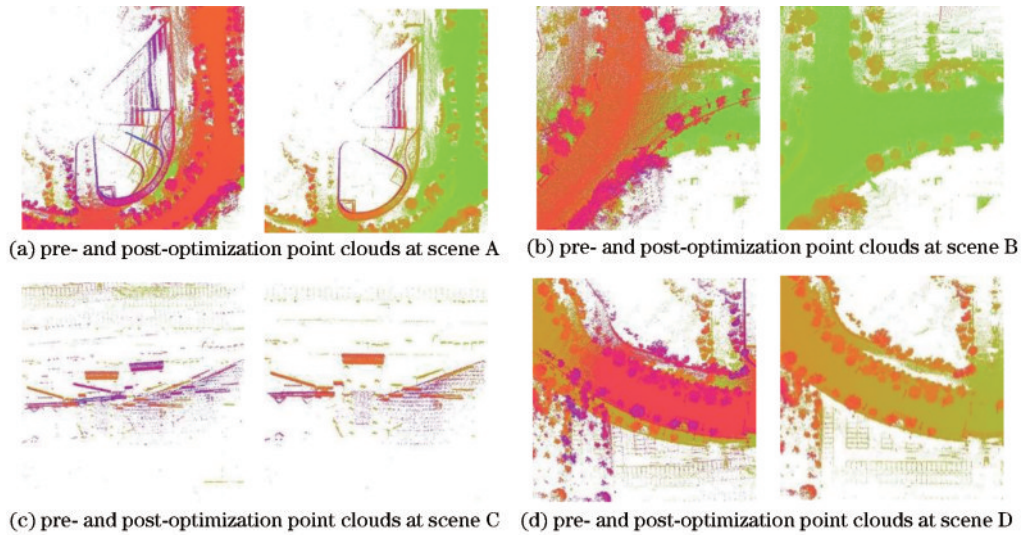 (a) pre- and post-optimization point clouds at scene A
(b) pre- and post-optimization point clouds at scene B
(c) pre- and post-optimization point clouds at scene C
(d) pre- and post-optimization point clouds at scene D